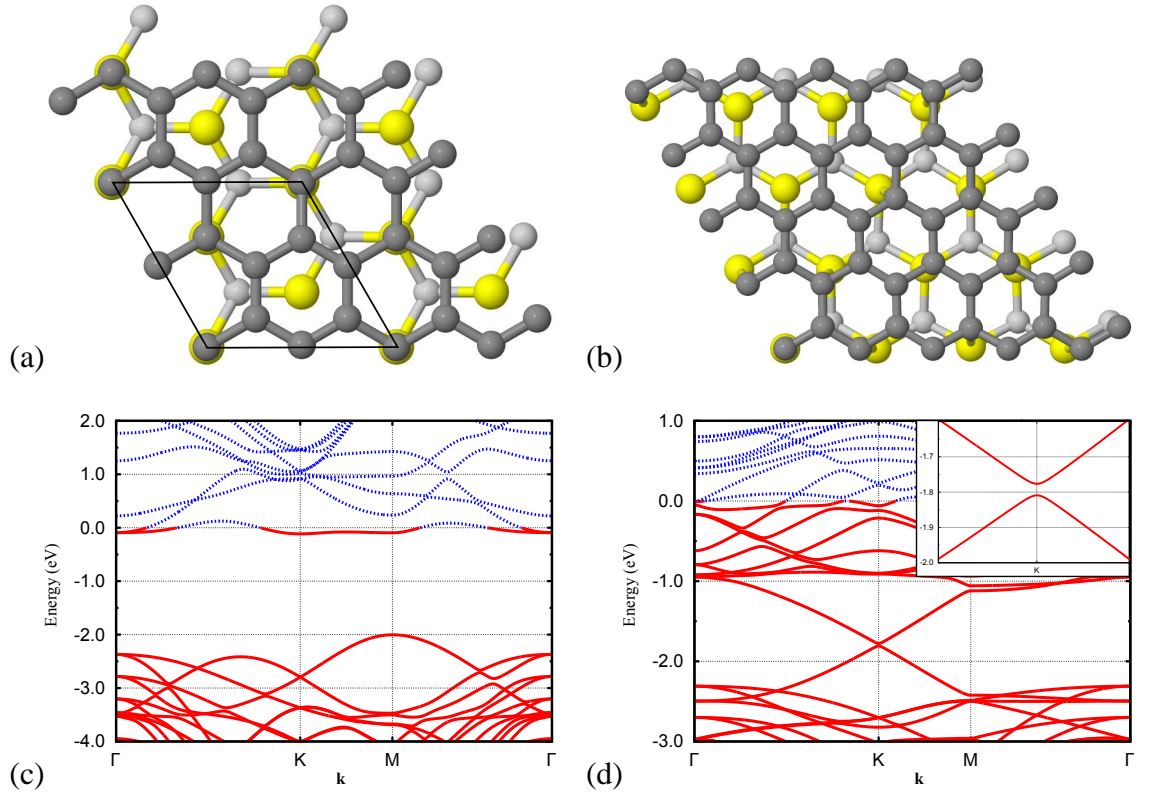 (a)
(b)
2.0
1.0
0.0
-1.0
-2.0
-3.0
-4.0
Energy (eV)
Γ
K
M
Γ
k
(c)
1.0
0.0
-1.0
-2.0
-3.0
Energy (eV)
-1.7
-1.8
-1.9
-2.0
K
Γ
K
M
Γ
k
(d)